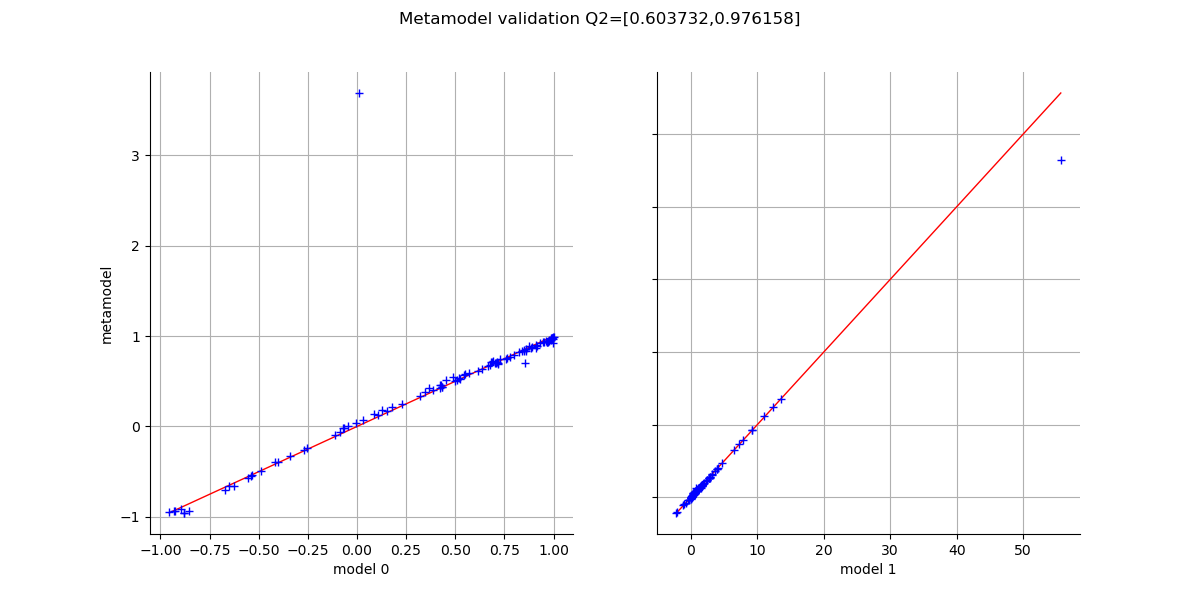 Metamodel validation Q2=[0.603732,0.976158]
metamodel
3
2
1
0
−1
−1.00 −0.75 −0.50 −0.25 0.00 0.25 0.50 0.75 1.00
model 0
0 10 20 30 40 50
model 1